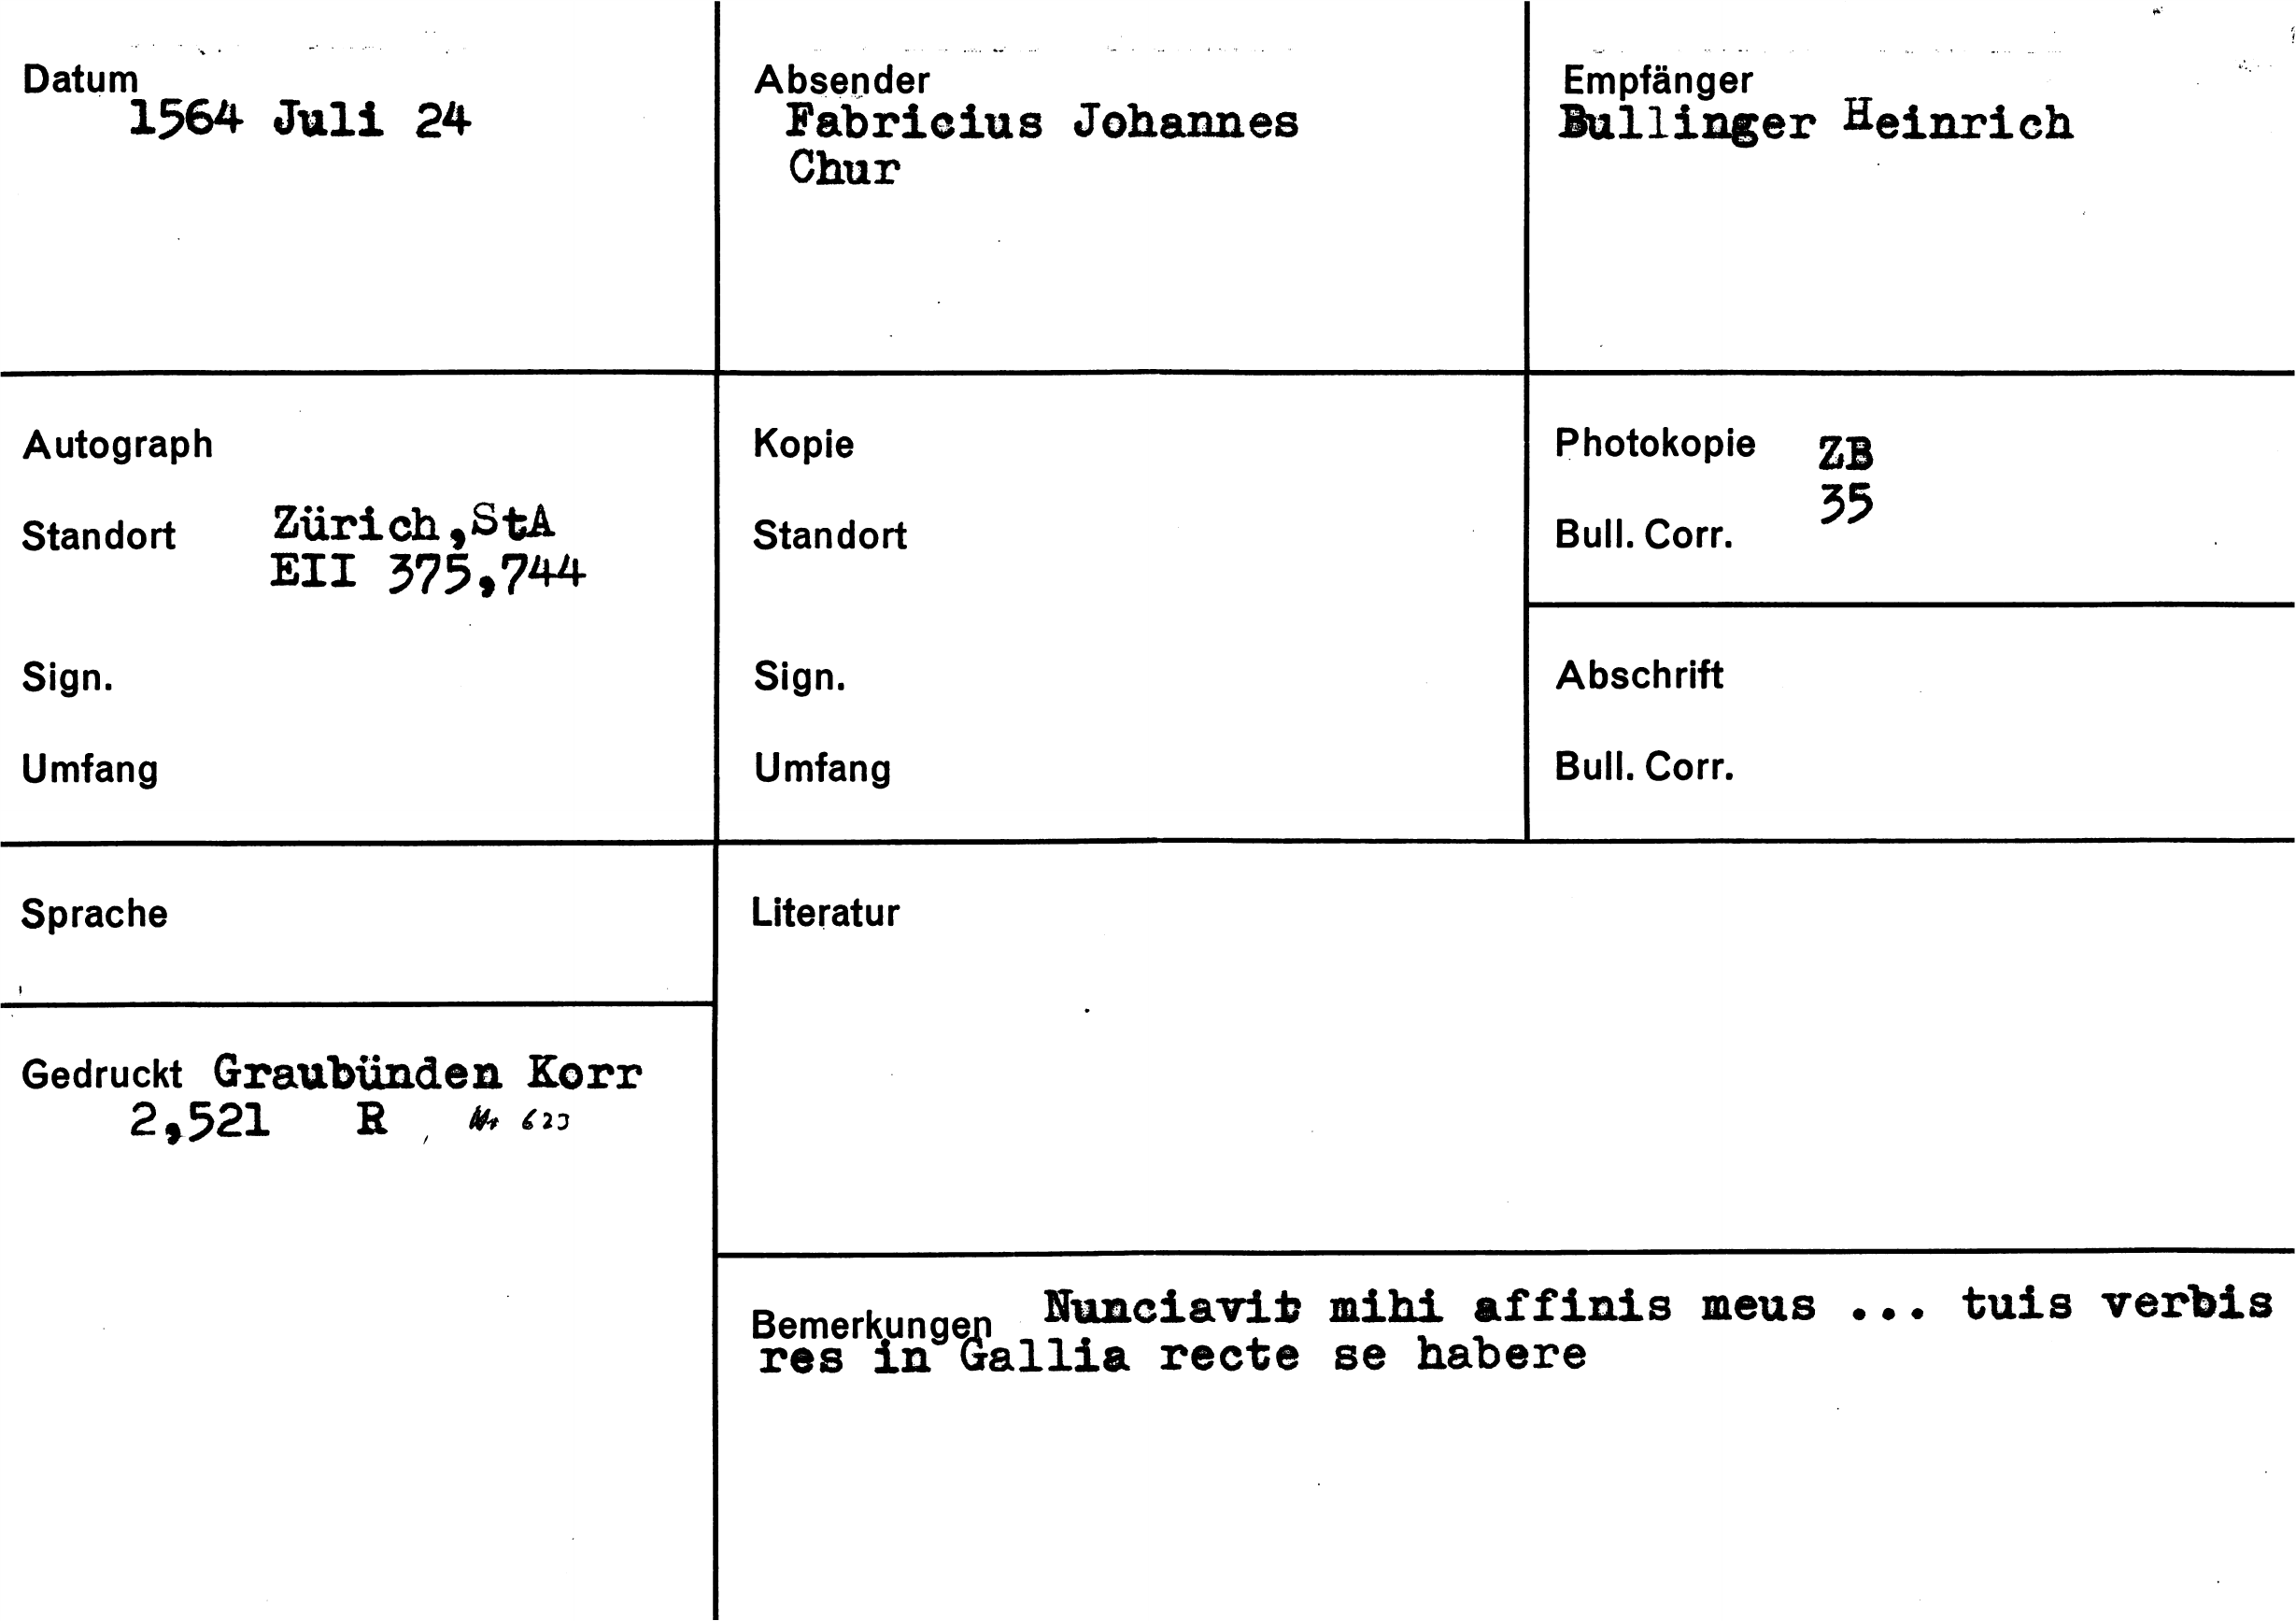 Datum
1564 Juli 24
Absender
Fabricius Johannes
Chur
Empfänger
Bullinger Heinrich
Autograph
Standort Zürich,StA
EII 375,744
Sign.
Umfang
Kopie
Standort
Sign.
Umfang
Photokopie ZB
35
Bull. Corr.
Abschrift
Bull. Corr.
Sprache
Gedruckt Graubünden Korr
2,521 R Nr 623
Literatur
Bemerkungen Nunciavit mihi affinis meus ... tuis verbis
res in Gallia recte se habere